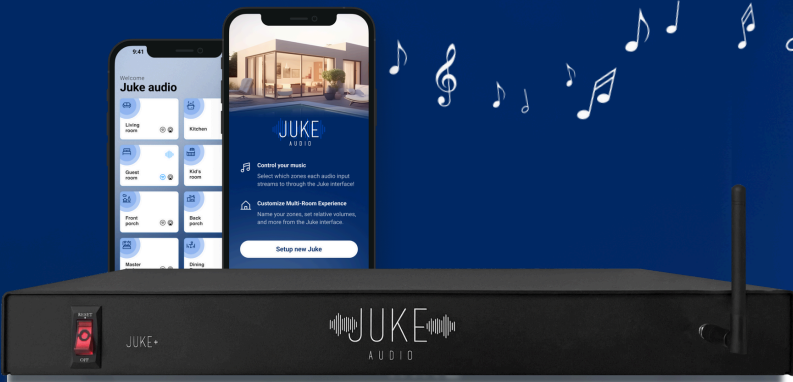 9:41
Welcome
Juke audio
Living
room
Kitchen
Guest
room
Kid's
room
Front
porch
Back
porch
Master
Dining
JUKE
AUDIO
Control your music
Select which zones each audio input
streams to through the Juke interface!
Customize Multi-Room Experience
Name your zones, set relative volumes,
and more from the Juke interface.
Setup new Juke
RESET
OFF
JUKE+
JUKE
AUDIO